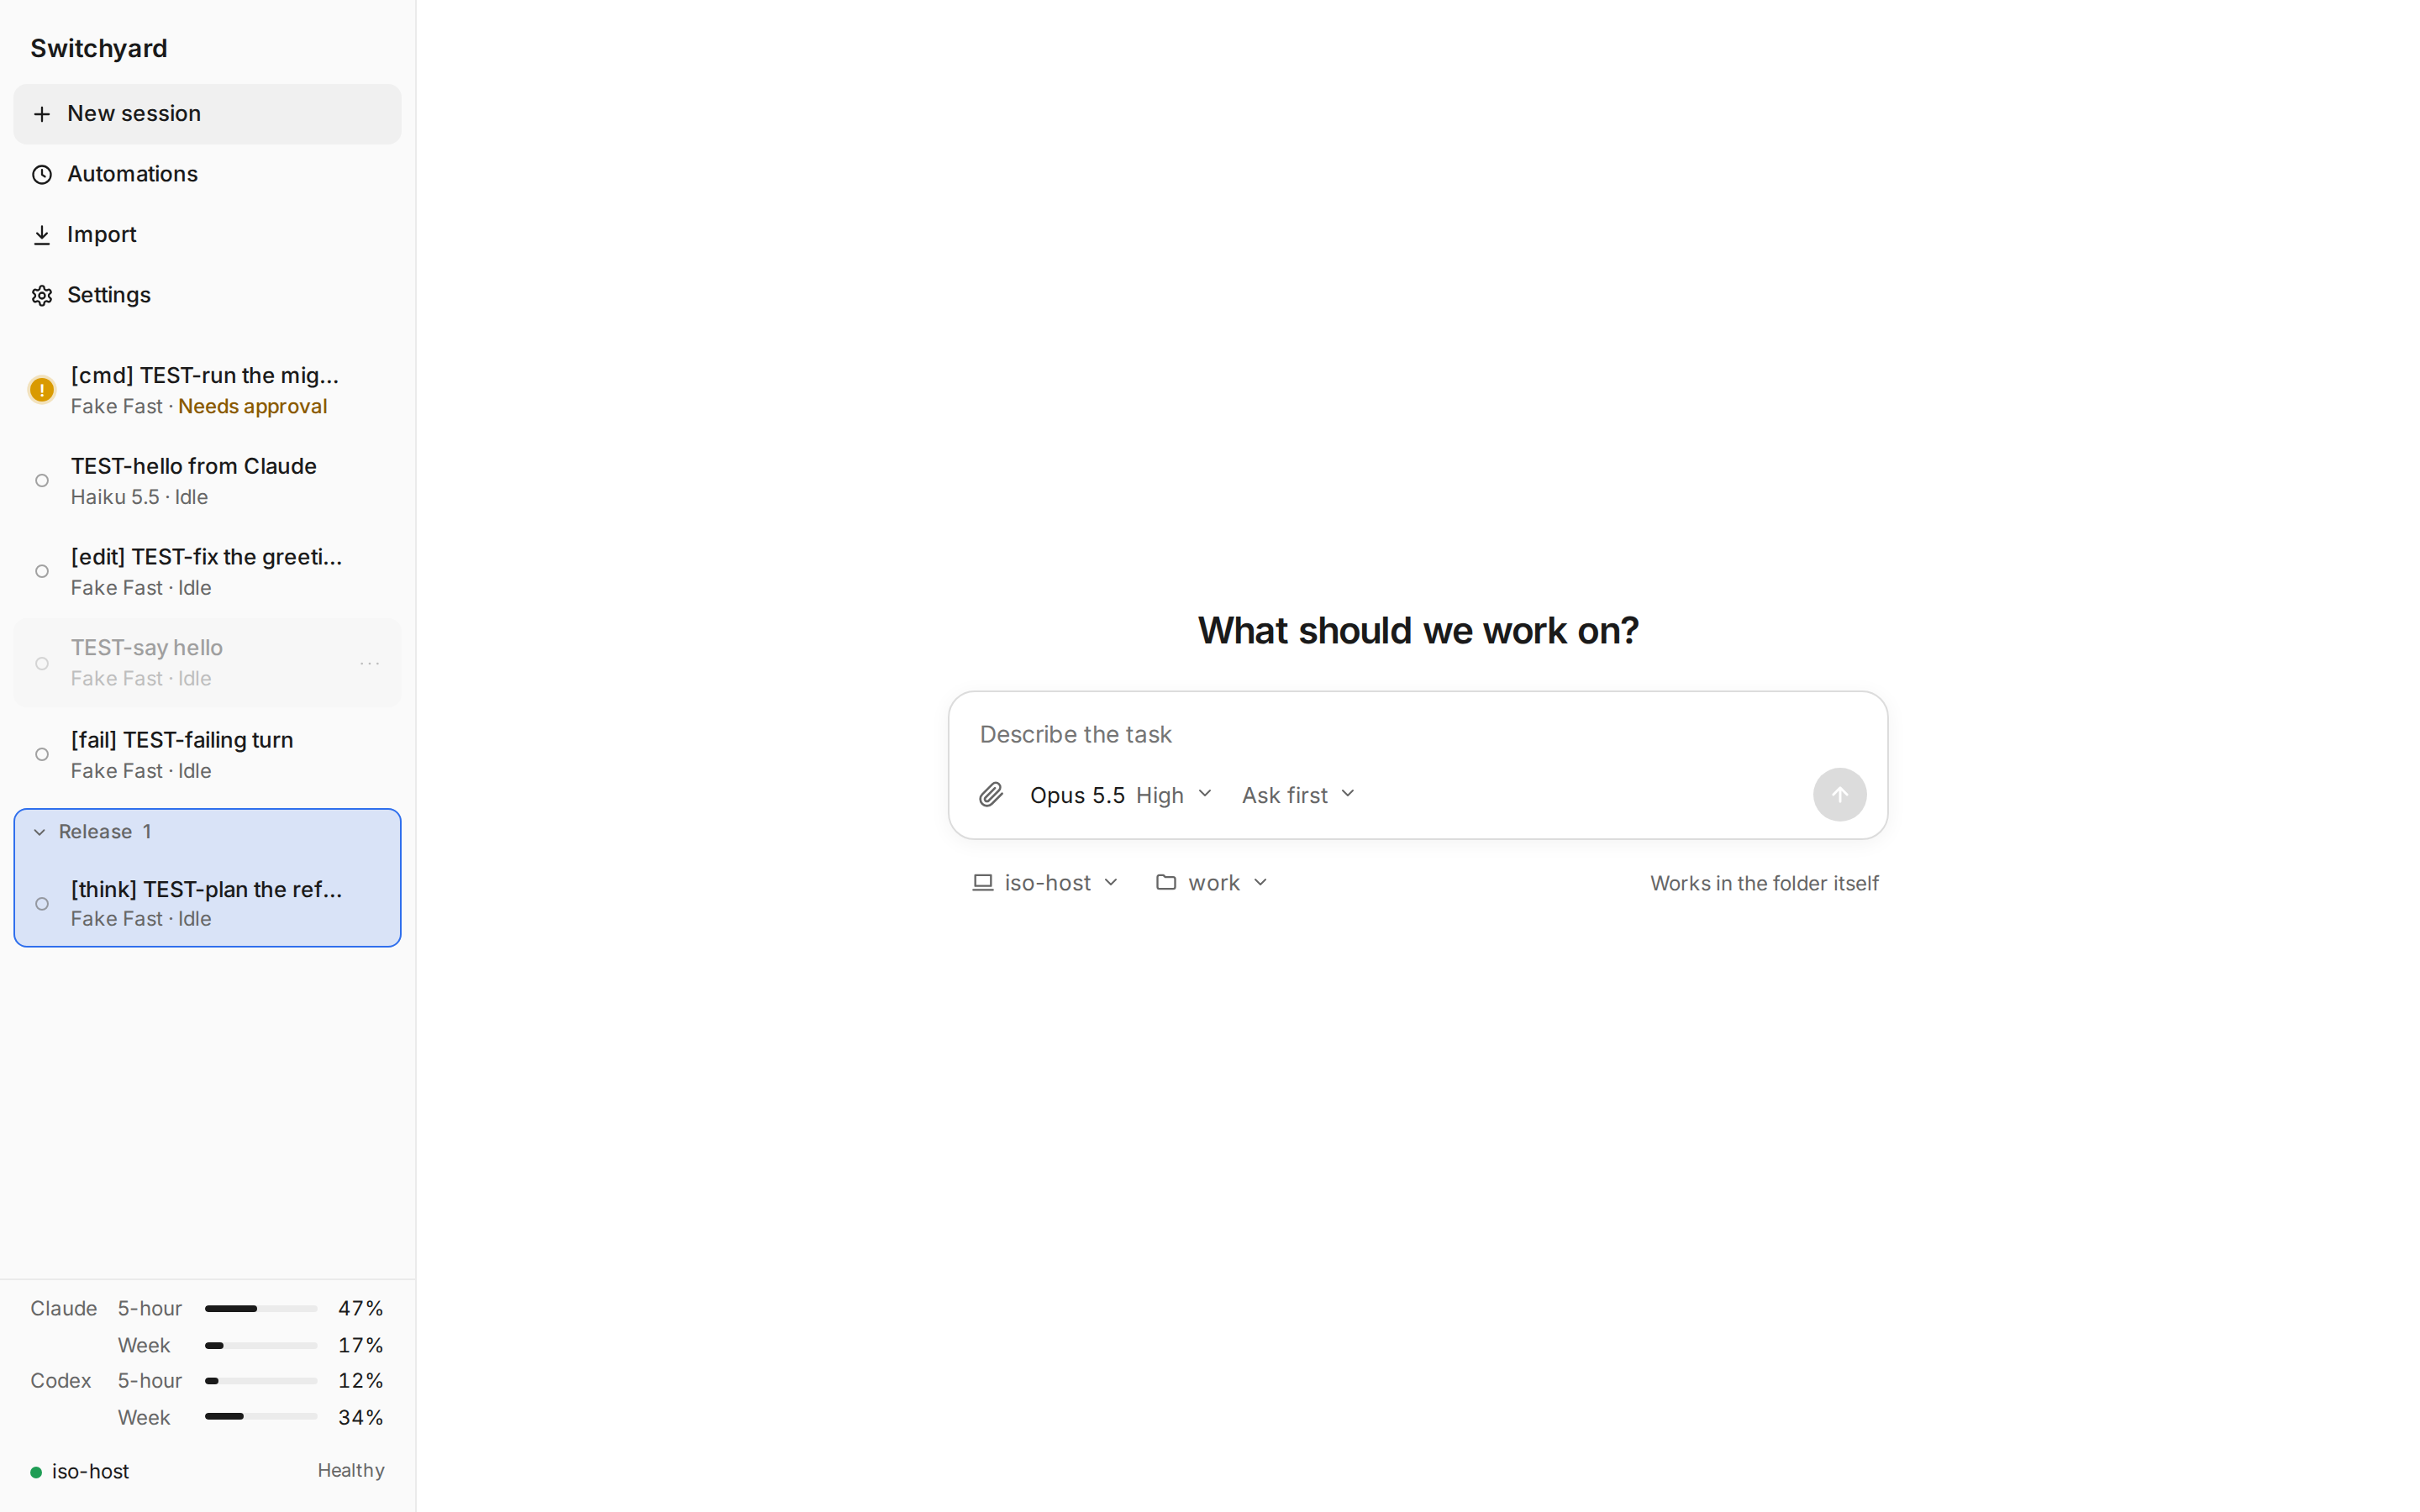 Switchyard
New session
Automations
Import
Settings
[cmd] TEST-run the mig...
Fake Fast · Needs approval
TEST-hello from Claude
Haiku 5.5 · Idle
[edit] TEST-fix the greeti...
Fake Fast · Idle
TEST-say hello
Fake Fast · Idle
[fail] TEST-failing turn
Fake Fast · Idle
Release 1
[think] TEST-plan the ref...
Fake Fast · Idle
Claude 5-hour 47%
Week 17%
Codex 5-hour 12%
Week 34%
iso-host Healthy
What should we work on?
Describe the task
Opus 5.5 High Ask first
iso-host work Works in the folder itself